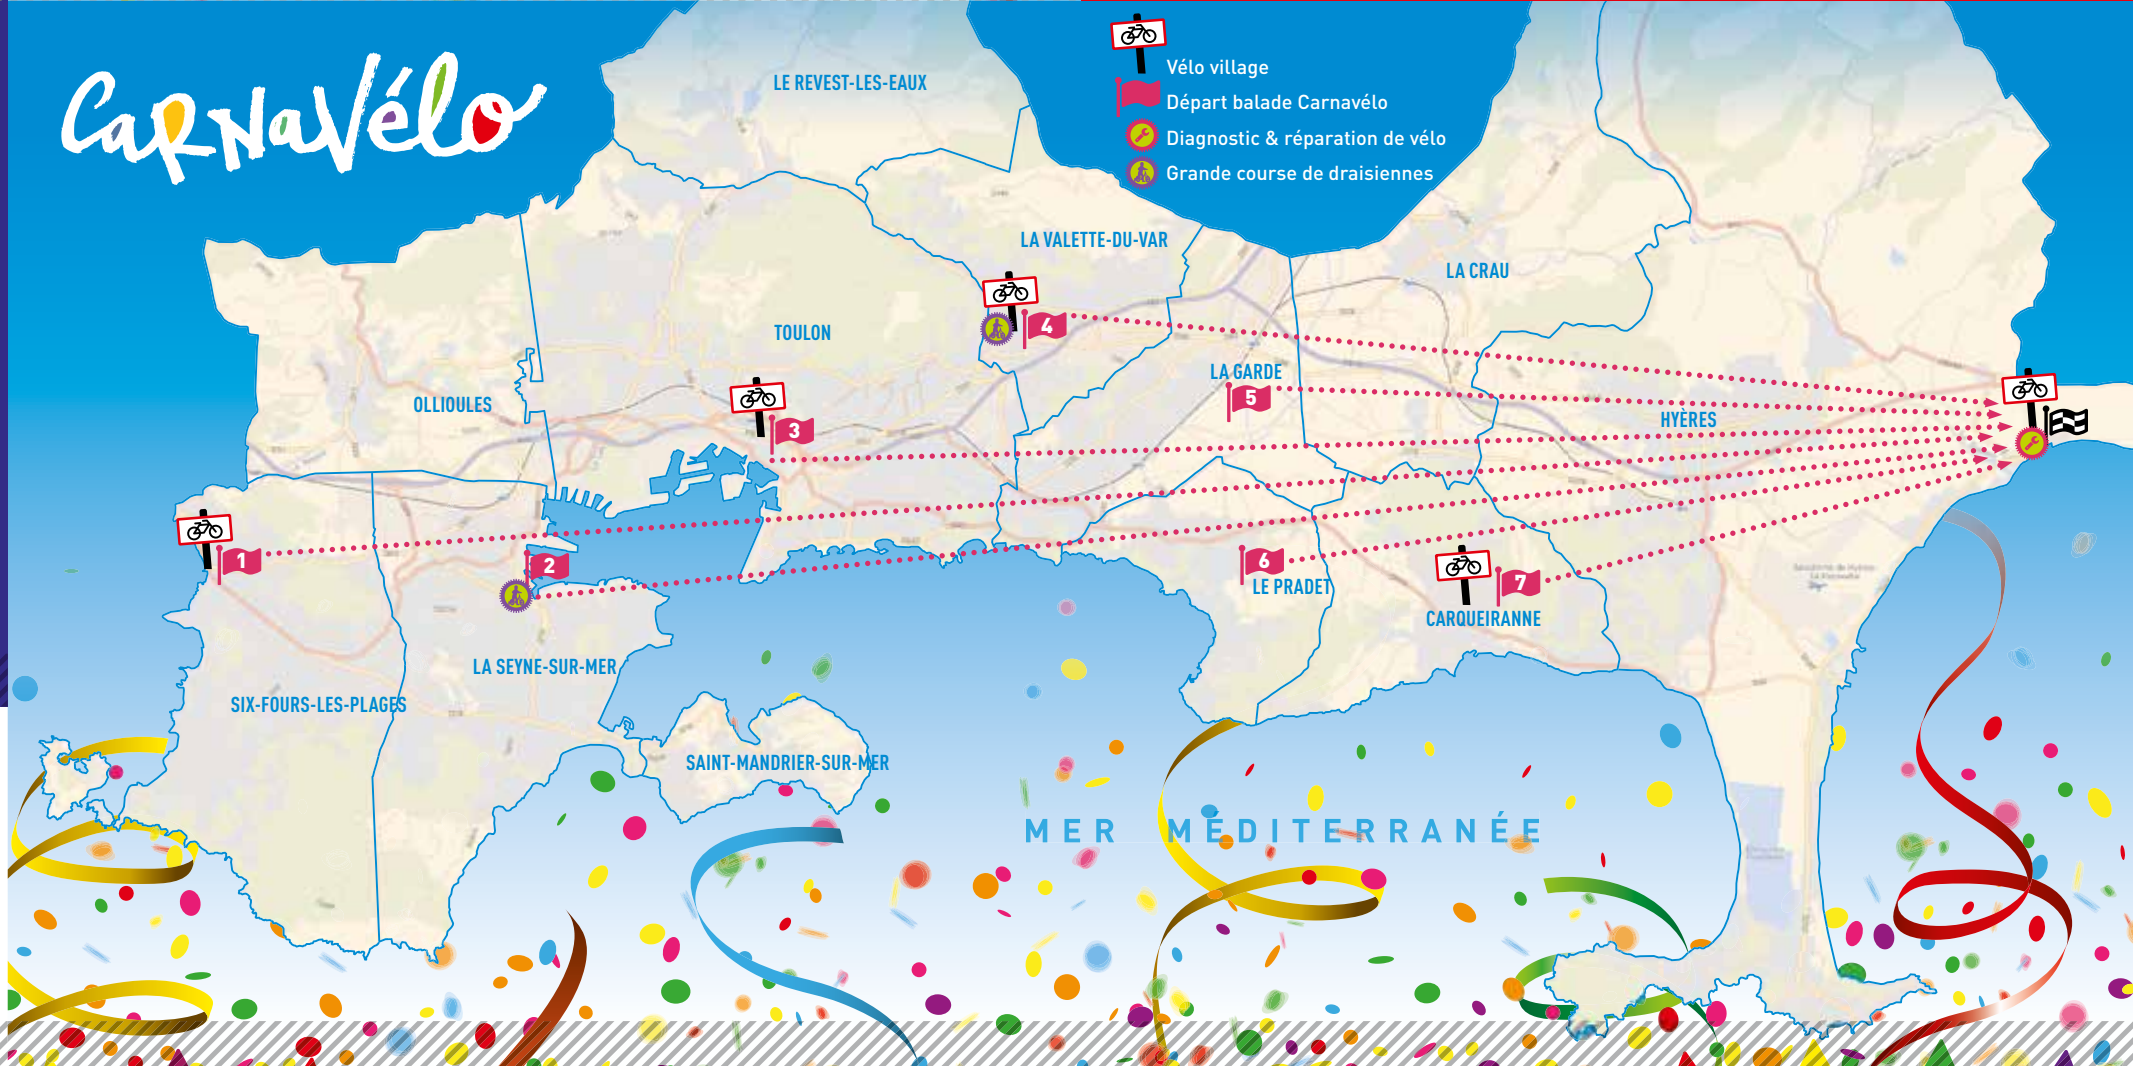 CaRNaVélo
Vélo village
Départ balade Carnavélo
Diagnostic & réparation de vélo
Grande course de draisiennes
LE REVEST-LES-EAUX
LA VALETTE-DU-VAR
LA CRAU
TOULON
4
LA GARDE
5
OLLIOULES
3
HYÈRES
1
2
6
LE PRADET
7
CARQUEIRANNE
LA SEYNE-SUR-MER
SIX-FOURS-LES-PLAGES
SAINT-MANDRIER-SUR-MER
MER MÉDITERRANÉE